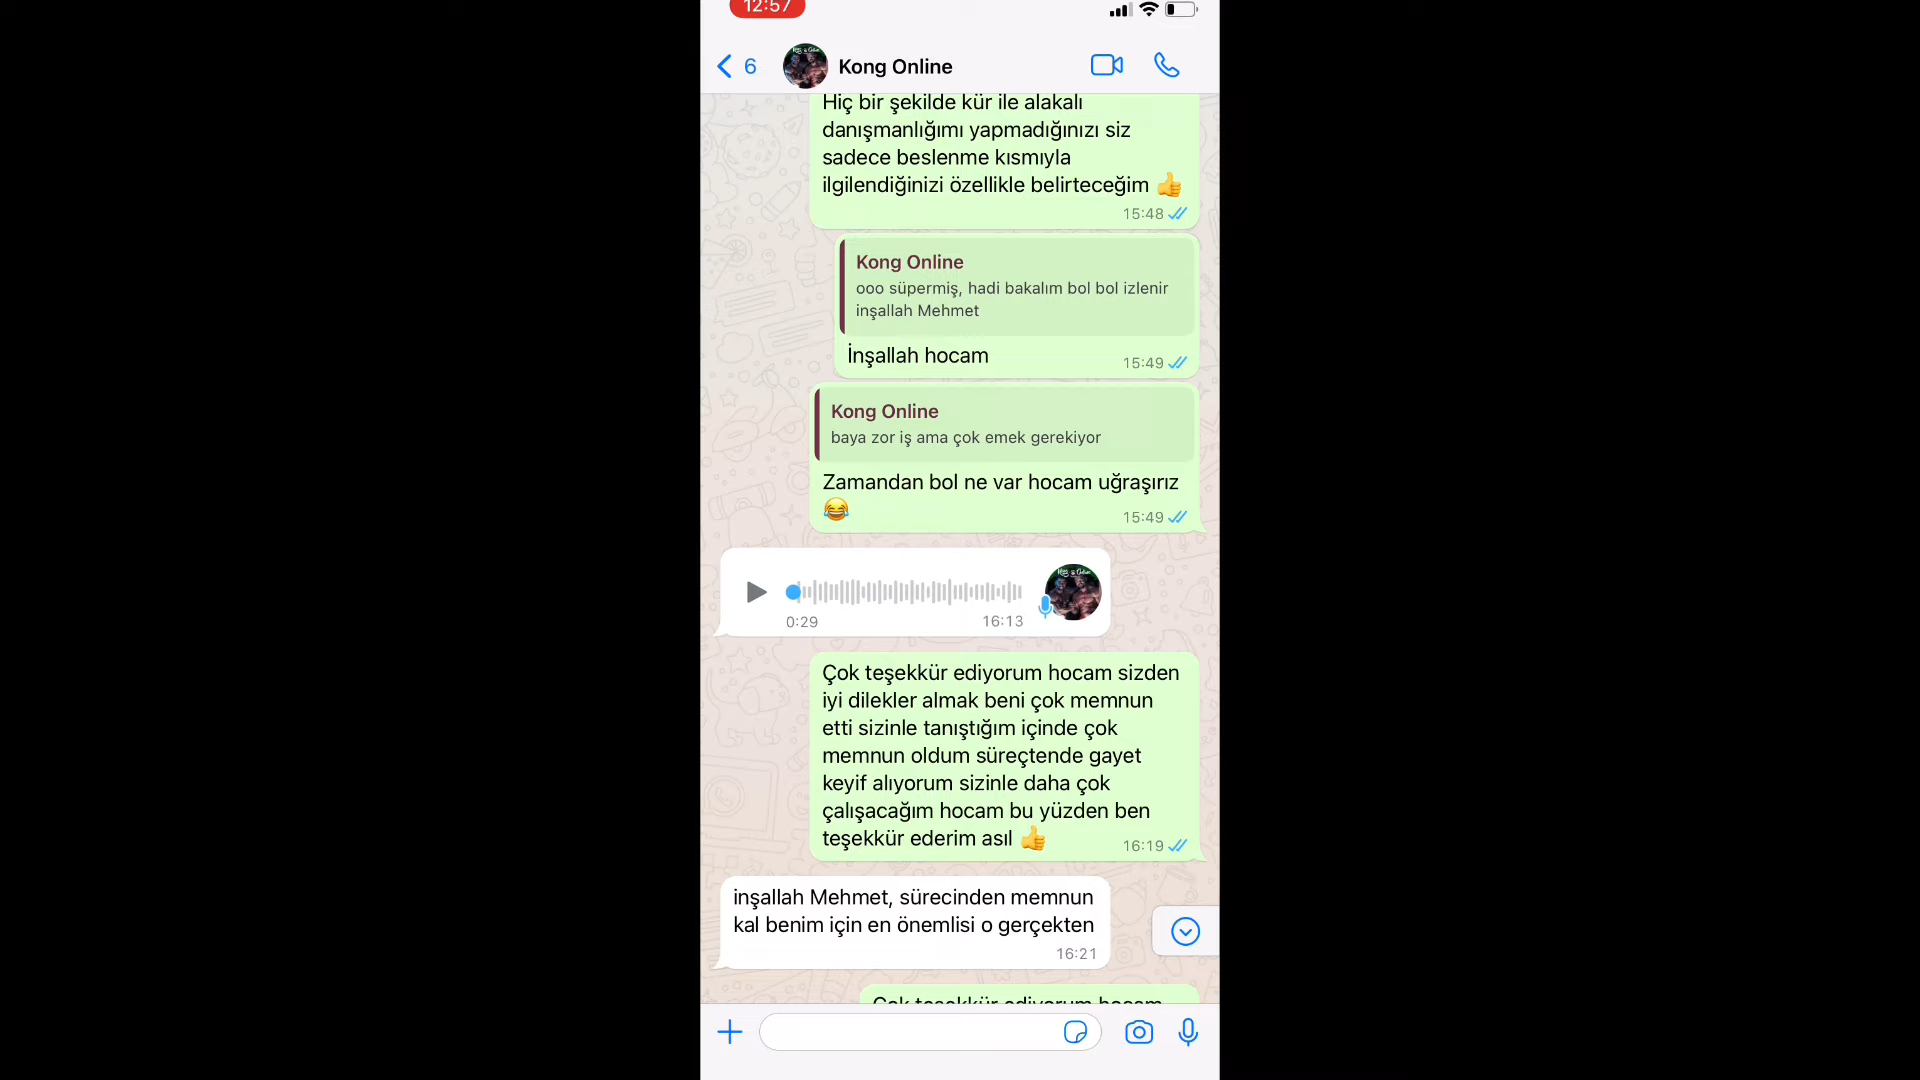 12:57
6
Kong Online
Hiç bir şekilde kür ile alakalı
danışmanlığımı yapmadığınızı siz
sadece beslenme kısmıyla
ilgilendiğinizi özellikle belirteceğim 👍
15:48
Kong Online
ooo süpermiş, hadi bakalım bol bol izlenir
inşallah Mehmet
İnşallah hocam
15:49
Kong Online
baya zor iş ama çok emek gerekiyor
Zamandan bol ne var hocam uğraşırız
😂
15:49
0:29
16:13
Çok teşekkür ediyorum hocam sizden
iyi dilekler almak beni çok memnun
etti sizinle tanıştığım içinde çok
memnun oldum süreçtende gayet
keyif alıyorum sizinle daha çok
çalışacağım hocam bu yüzden ben
teşekkür ederim asıl 👍
16:19
inşallah Mehmet, sürecinden memnun
kal benim için en önemlisi o gerçekten
16:21
Çok teşekkür ediyorum hocam